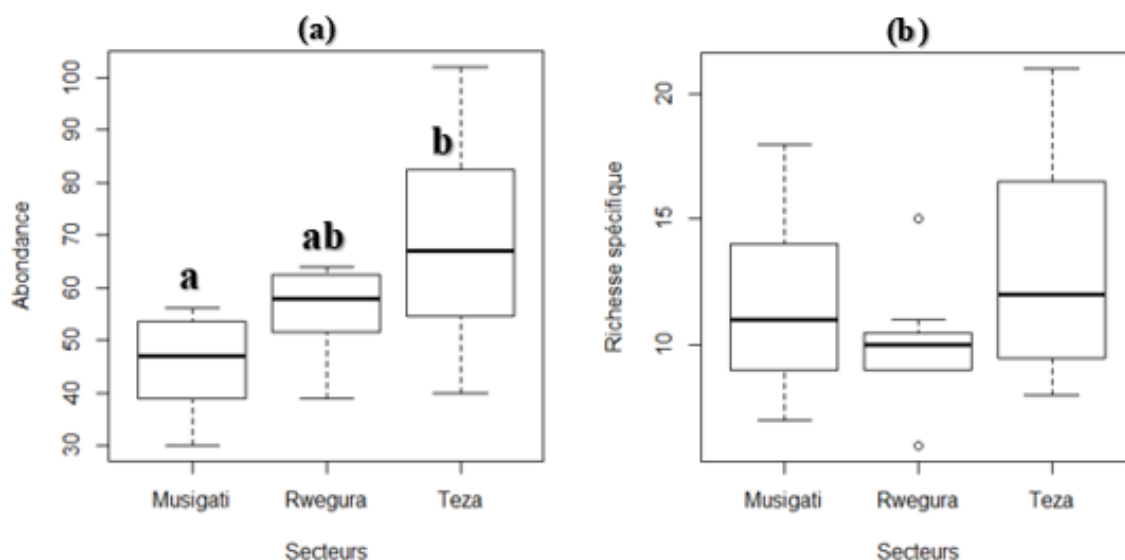 (a)
Abondance
100
90
80
70
60
50
40
30
a
ab
b
Musigati Rwegura Teza
Secteurs
(b)
Richesse spécifique
20
15
10
Musigati Rwegura Teza
Secteurs